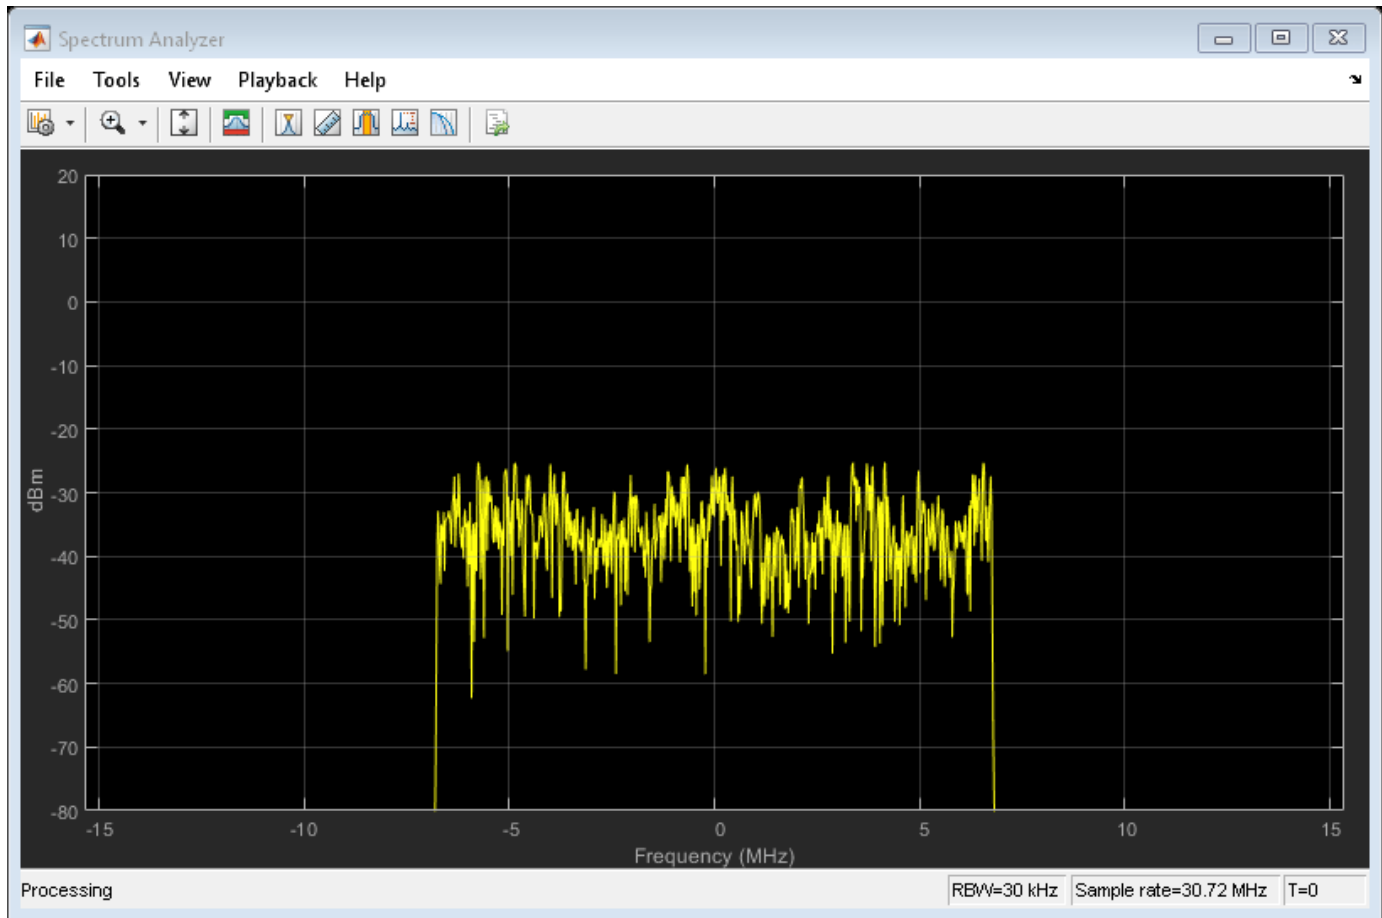 Spectrum Analyzer
File Tools View Playback Help
20
10
0
-10
-20
-30
-40
-50
-60
-70
-80
dBm
-15 -10 -5 0 5 10 15
Frequency (MHz)
Processing RBW=30 kHz Sample rate=30.72 MHz T=0